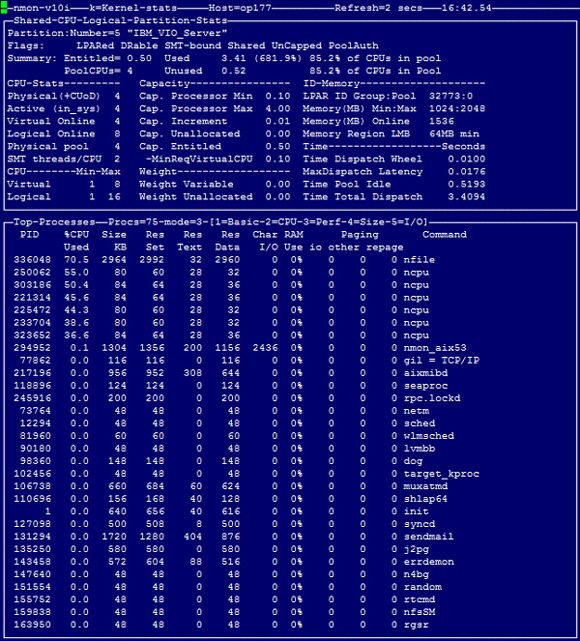 nmon-v10i k=Kernel-stats Host=op177 Refresh=2 secs 16:42.54
Shared-CPU-Logical-Partition-Stats
Partition:Number=5 "IBM_VIO_Server"
Flags: LPARed DRable SMT-bound Shared UnCapped PoolAuth
Summary: Entitled= 0.50 Used 3.41 (681.9%) 85.2% of CPUs in pool
PoolCPUs= 4 Unused 0.52 85.2% of CPUs in pool
CPU-Stats--------- Capacity---------------- ID-Memory----------------
Physical(+CUoD) 4 Cap. Processor Min 0.10 LPAR ID Group:Pool 32773:0
Active (in_sys) 4 Cap. Processor Max 4.00 Memory(MB) Min:Max 1024:2048
Virtual Online 4 Cap. Increment 0.01 Memory(MB) Online 1536
Logical Online 8 Cap. Unallocated 0.00 Memory Region LMB 64MB min
Physical pool 4 Cap. Entitled 0.50 Time---------------Seconds
SMT threads/CPU 2 -MinReqVirtualCPU 0.10 Time Dispatch Wheel 0.0100
CPU--------Min-Max Weight------------------ MaxDispatch Latency 0.0176
Virtual 1 8 Weight Variable 0.00 Time Pool Idle 0.5193
Logical 1 16 Weight Unallocated 0.00 Time Total Dispatch 3.4094
Top-Processes Procs=75-mode=3-[1=Basic-2=CPU-3=Perf-4=Size-5=I/O]
PID %CPU Size Res Res Res Char RAM Paging Command
Used KB Set Text Data I/O Use io other repage
336048 70.5 2964 2992 32 2960 0 0% 0 0 0 nfile
250062 55.0 80 60 28 32 0 0% 0 0 0 ncpu
303186 50.4 84 64 28 36 0 0% 0 0 0 ncpu
221314 45.6 84 64 28 36 0 0% 0 0 0 ncpu
225472 44.3 80 60 28 32 0 0% 0 0 0 ncpu
233704 38.6 80 60 28 32 0 0% 0 0 0 ncpu
323652 36.6 84 64 28 36 0 0% 0 0 0 ncpu
294952 0.1 1304 1356 200 1156 2436 0% 0 0 0 nmon_aix53
77862 0.0 116 116 0 116 0 0% 0 0 0 gil = TCP/IP
217196 0.0 956 952 308 644 0 0% 0 0 0 aixmibd
118896 0.0 124 124 0 124 0 0% 0 0 0 seaproc
245916 0.0 200 200 0 200 0 0% 0 0 0 rpc.lockd
73764 0.0 48 48 0 48 0 0% 0 0 0 netm
12294 0.0 48 48 0 48 0 0% 0 0 0 sched
81960 0.0 60 60 0 60 0 0% 0 0 0 wlmsched
90180 0.0 48 48 0 48 0 0% 0 0 0 lvmbb
98360 0.0 148 148 0 148 0 0% 0 0 0 dog
102456 0.0 48 48 0 48 0 0% 0 0 0 target_kproc
106738 0.0 660 684 60 624 0 0% 0 0 0 muxatmd
110696 0.0 156 168 40 128 0 0% 0 0 0 shlap64
1 0.0 640 656 40 616 0 0% 0 0 0 init
127098 0.0 500 508 8 500 0 0% 0 0 0 syncd
131294 0.0 1720 1280 404 876 0 0% 0 0 0 sendmail
135250 0.0 580 580 0 580 0 0% 0 0 0 j2pg
143458 0.0 572 604 88 516 0 0% 0 0 0 errdemon
147640 0.0 48 48 0 48 0 0% 0 0 0 n4bg
151554 0.0 48 48 0 48 0 0% 0 0 0 random
155752 0.0 48 48 0 48 0 0% 0 0 0 rtcmd
159838 0.0 48 48 0 48 0 0% 0 0 0 nfsSM
163950 0.0 48 48 0 48 0 0% 0 0 0 rgsr